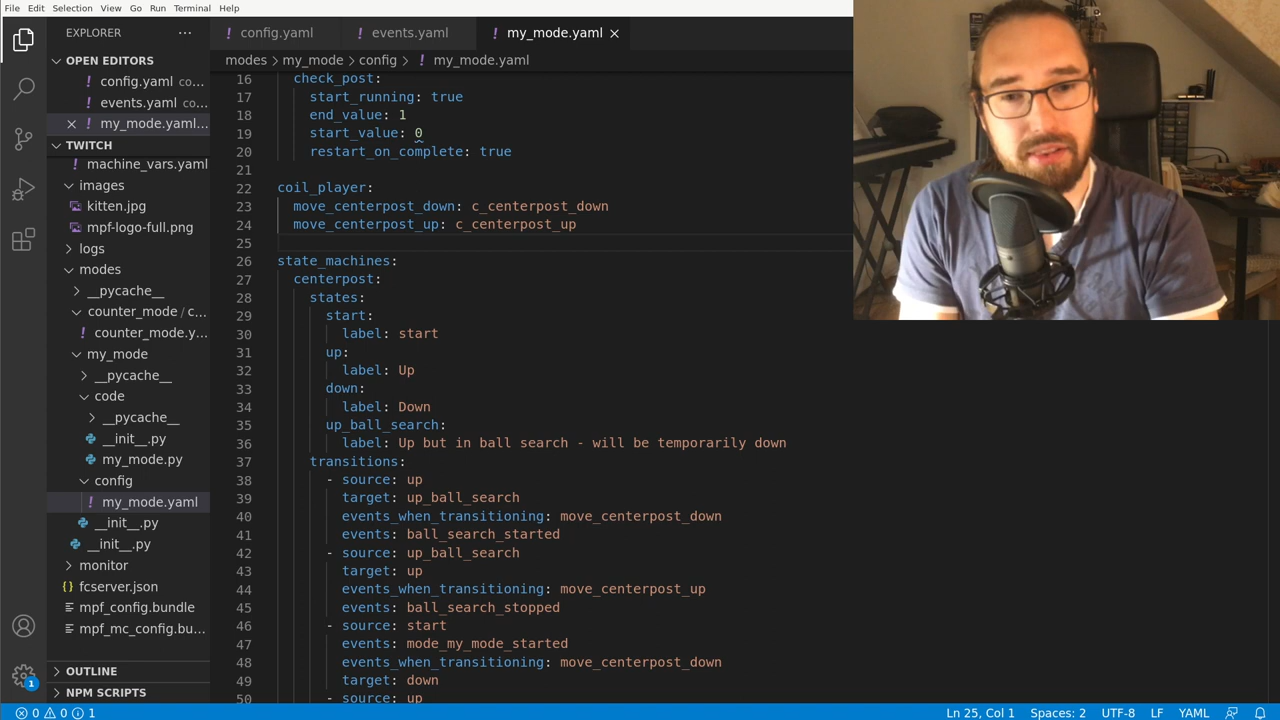 File Edit Selection View Go Run Terminal Help
EXPLORER ...
OPEN EDITORS
! config.yaml co...
! events.yaml co...
! my_mode.yaml...
TWITCH
machine_vars.yaml
images
kitten.jpg
mpf-logo-full.png
logs
modes
__pycache__
counter_mode / c...
! counter_mode.y...
my_mode
__pycache__
code
__pycache__
__init__.py
my_mode.py
config
! my_mode.yaml
__init__.py
__init__.py
monitor
{} fcserver.json
mpf_config.bundle
mpf_mc_config.bu...
OUTLINE
NPM SCRIPTS
1
! config.yaml ! events.yaml ! my_mode.yaml
modes > my_mode > config > ! my_mode.yaml
16 check_post:
17 start_running: true
18 end_value: 1
19 start_value: 0
20 restart_on_complete: true
21
22 coil_player:
23 move_centerpost_down: c_centerpost_down
24 move_centerpost_up: c_centerpost_up
25
26 state_machines:
27 centerpost:
28 states:
29 start:
30 label: start
31 up:
32 label: Up
33 down:
34 label: Down
35 up_ball_search:
36 label: Up but in ball search - will be temporarily down
37 transitions:
38 - source: up
39 target: up_ball_search
40 events_when_transitioning: move_centerpost_down
41 events: ball_search_started
42 - source: up_ball_search
43 target: up
44 events_when_transitioning: move_centerpost_up
45 events: ball_search_stopped
46 - source: start
47 events: mode_my_mode_started
48 events_when_transitioning: move_centerpost_down
49 target: down
50 - source: up
0 0 1 Ln 25, Col 1 Spaces: 2 UTF-8 LF YAML